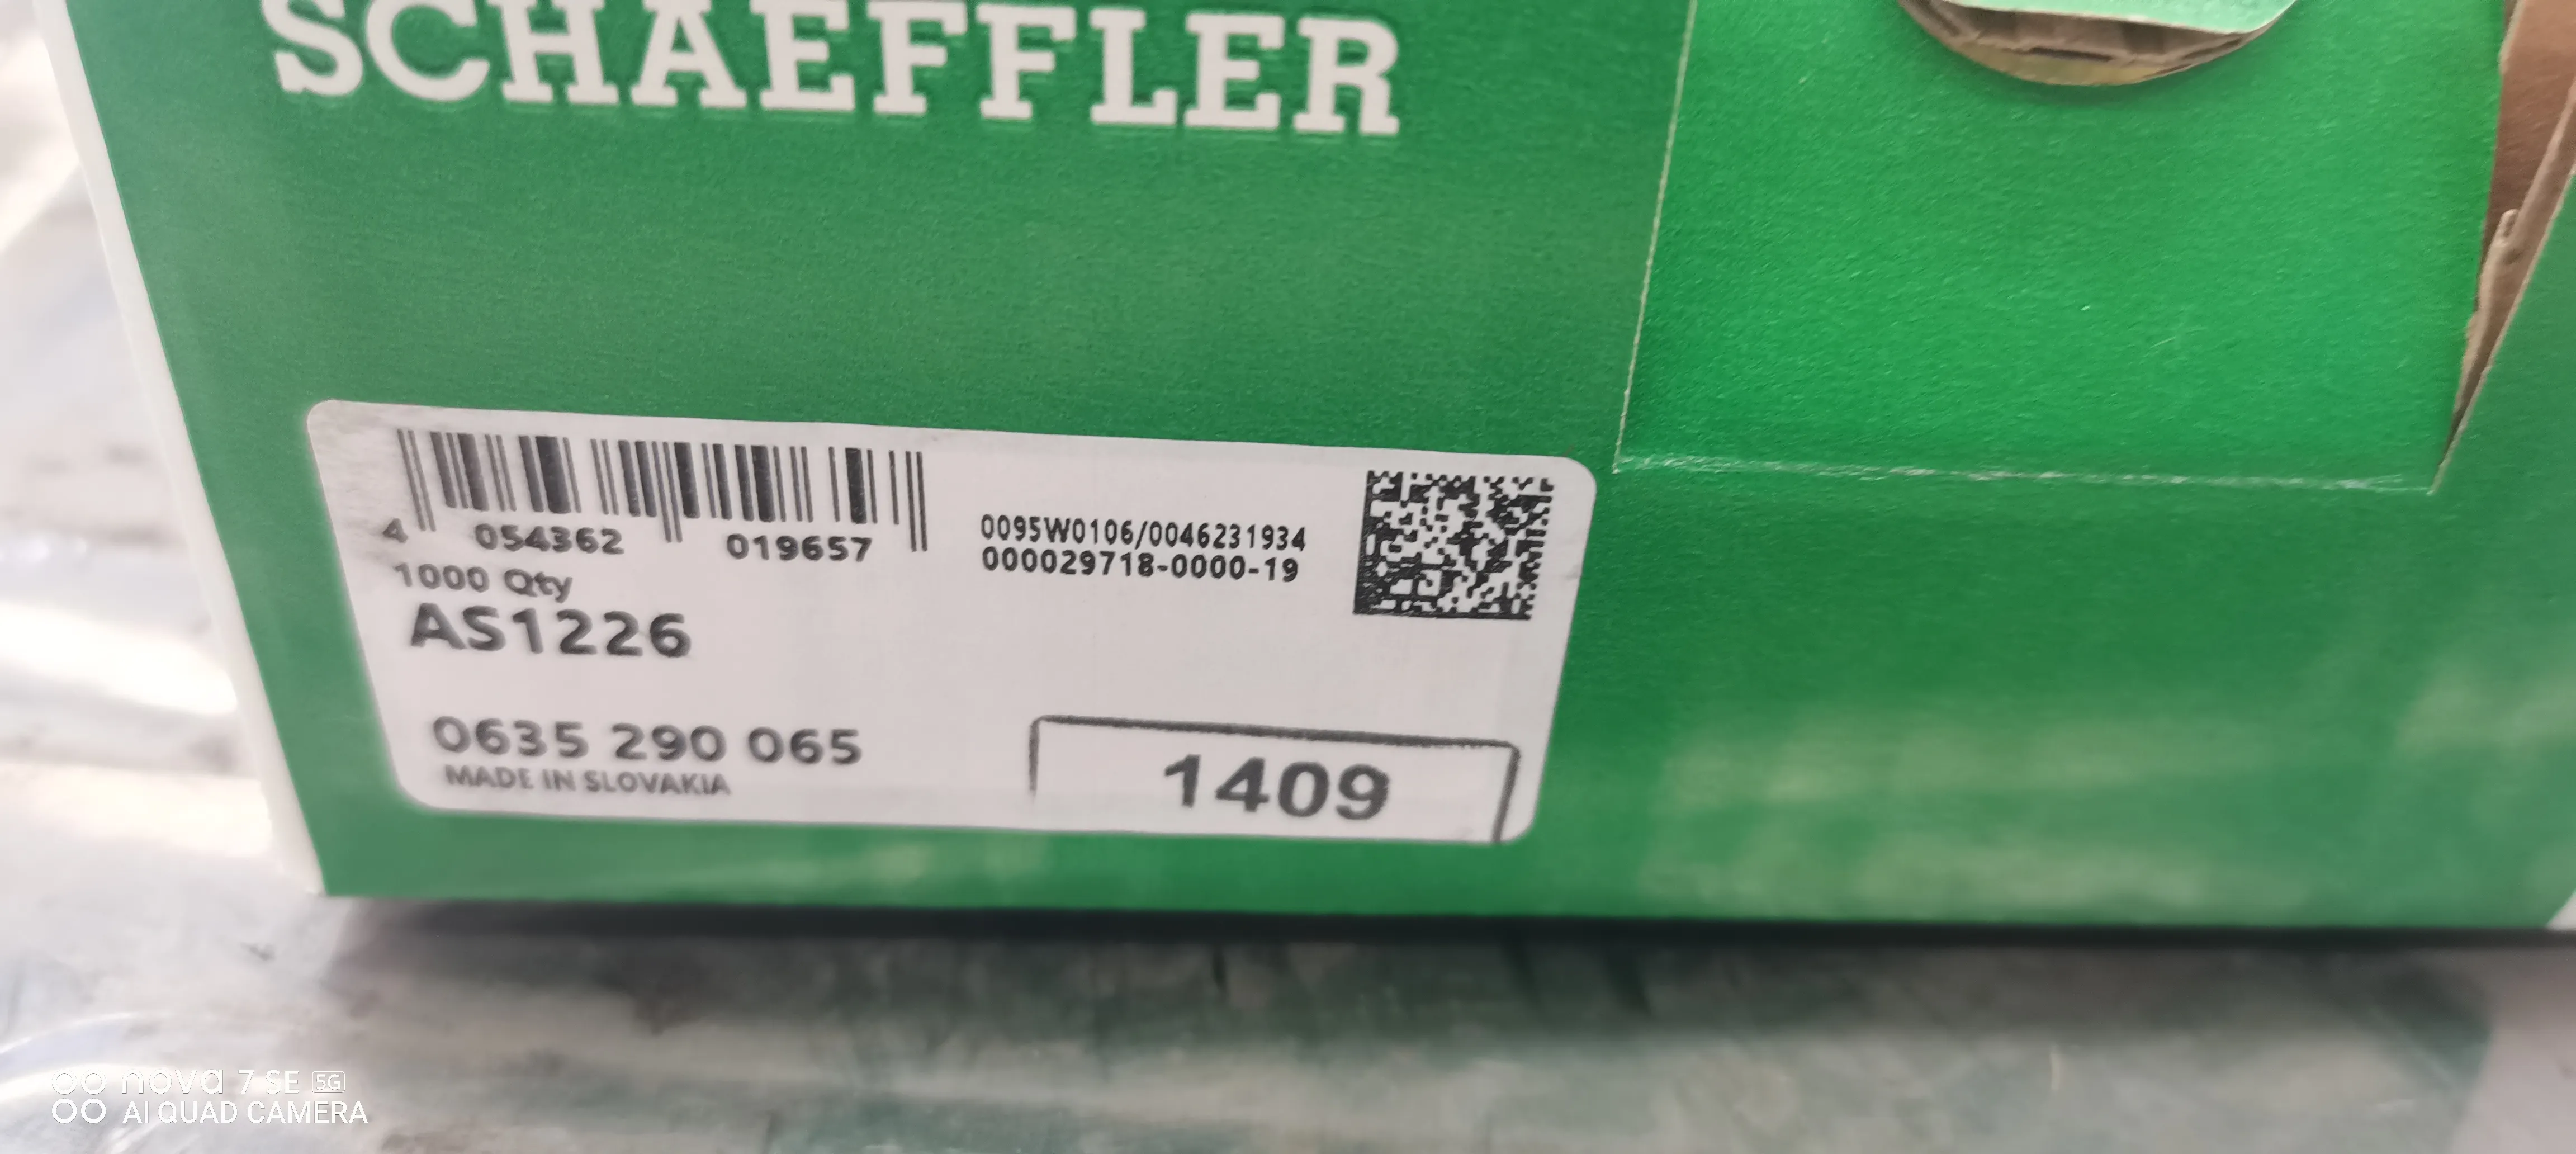 SCHAEFFLER
4 054362 019657
1000 Qty
AS1226
0095W0106/0046231934
000029718-0000-19
0635 290 065
MADE IN SLOVAKIA
1409
nova 7 SE 5G
AI QUAD CAMERA